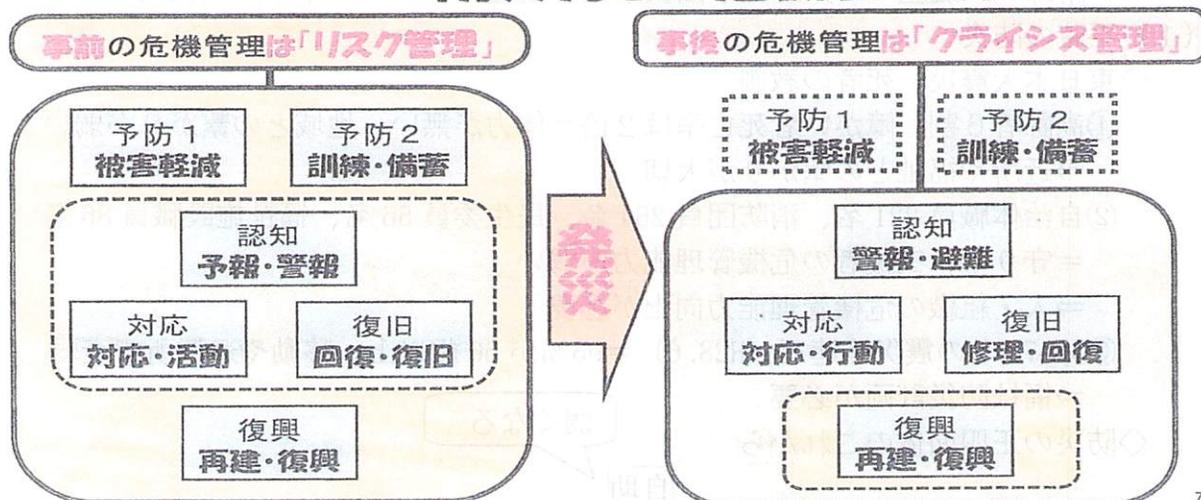 事前の危機管理は「リスク管理」
予防1
被害軽減
予防2
訓練・備蓄
認知
予報・警報
対応
対応・活動
復旧
回復・復旧
復興
再建・復興
発災
事後の危機管理は「クライシス管理」
予防1
被害軽減
予防2
訓練・備蓄
認知
警報・避難
対応
対応・行動
復旧
修理・回復
復興
再建・復興